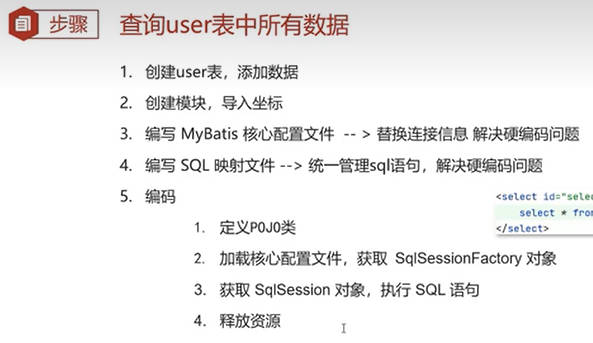 步骤
查询user表中所有数据
1. 创建user表，添加数据
2. 创建模块，导入坐标
3. 编写 MyBatis 核心配置文件 -- > 替换连接信息 解决硬编码问题
4. 编写 SQL 映射文件 --> 统一管理sql语句，解决硬编码问题
5. 编码
<select id="selec
select * from
</select>
1. 定义POJO类
2. 加载核心配置文件，获取 SqlSessionFactory 对象
3. 获取 SqlSession 对象，执行 SQL 语句
4. 释放资源